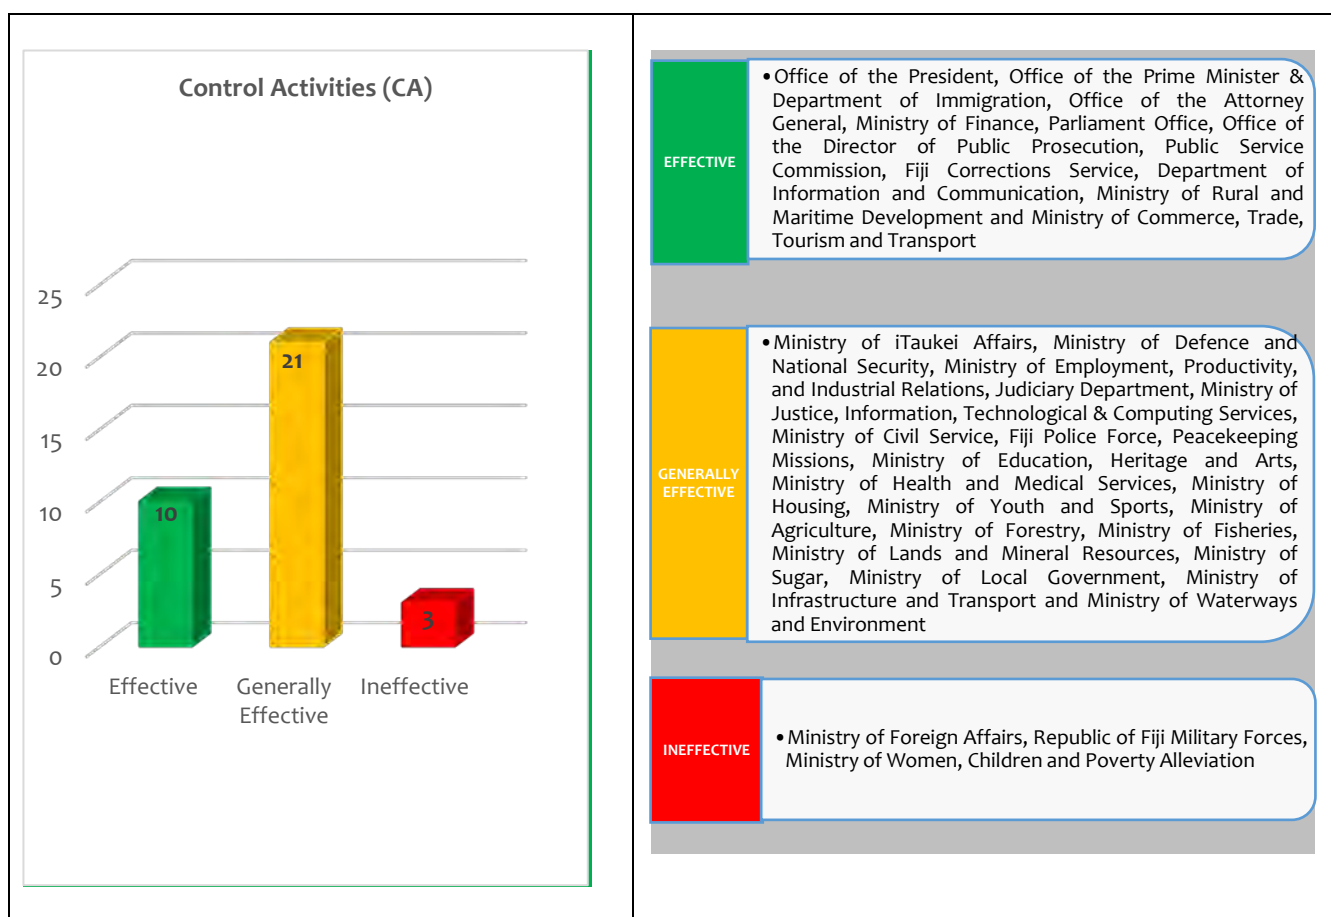 Control Activities (CA)
25
20
15
10
5
0
10
21
3
Effective
Generally
Effective
Ineffective
EFFECTIVE
•Office of the President, Office of the Prime Minister &
Department of Immigration, Office of the Attorney
General, Ministry of Finance, Parliament Office, Office of
the Director of Public Prosecution, Public Service
Commission, Fiji Corrections Service, Department of
Information and Communication, Ministry of Rural and
Maritime Development and Ministry of Commerce, Trade,
Tourism and Transport
GENERALLY
EFFECTIVE
•Ministry of iTaukei Affairs, Ministry of Defence and
National Security, Ministry of Employment, Productivity,
and Industrial Relations, Judiciary Department, Ministry of
Justice, Information, Technological & Computing Services,
Ministry of Civil Service, Fiji Police Force, Peacekeeping
Missions, Ministry of Education, Heritage and Arts,
Ministry of Health and Medical Services, Ministry of
Housing, Ministry of Youth and Sports, Ministry of
Agriculture, Ministry of Forestry, Ministry of Fisheries,
Ministry of Lands and Mineral Resources, Ministry of
Sugar, Ministry of Local Government, Ministry of
Infrastructure and Transport and Ministry of Waterways
and Environment
INEFFECTIVE
•Ministry of Foreign Affairs, Republic of Fiji Military Forces,
Ministry of Women, Children and Poverty Alleviation